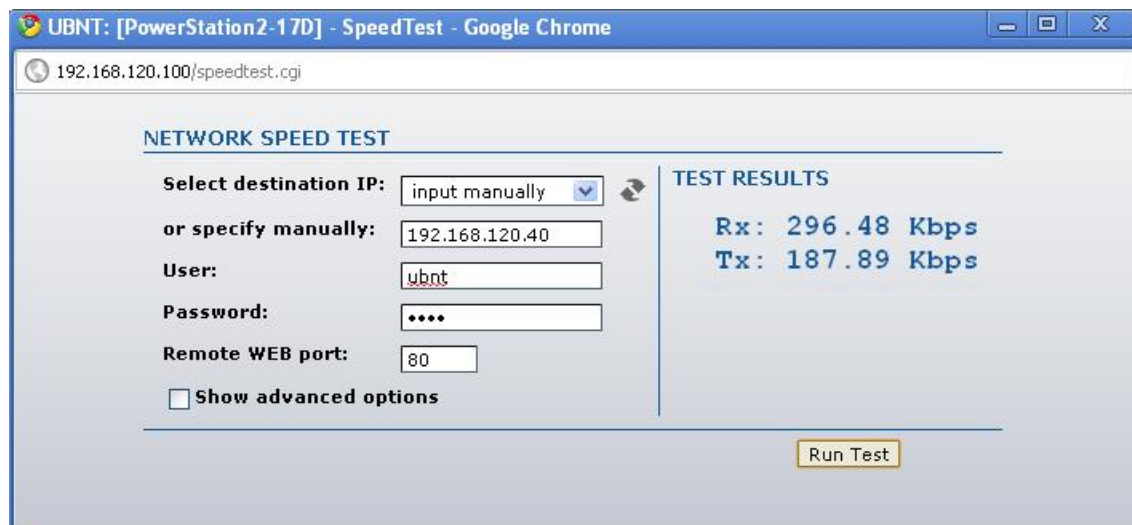 UBNT: [PowerStation2-17D] - SpeedTest - Google Chrome
192.168.120.100/speedtest.cgi
NETWORK SPEED TEST
Select destination IP: input manually
or specify manually: 192.168.120.40
User: ubnt
Password: ••••
Remote WEB port: 80
Show advanced options
TEST RESULTS
Rx: 296.48 Kbps
Tx: 187.89 Kbps
Run Test